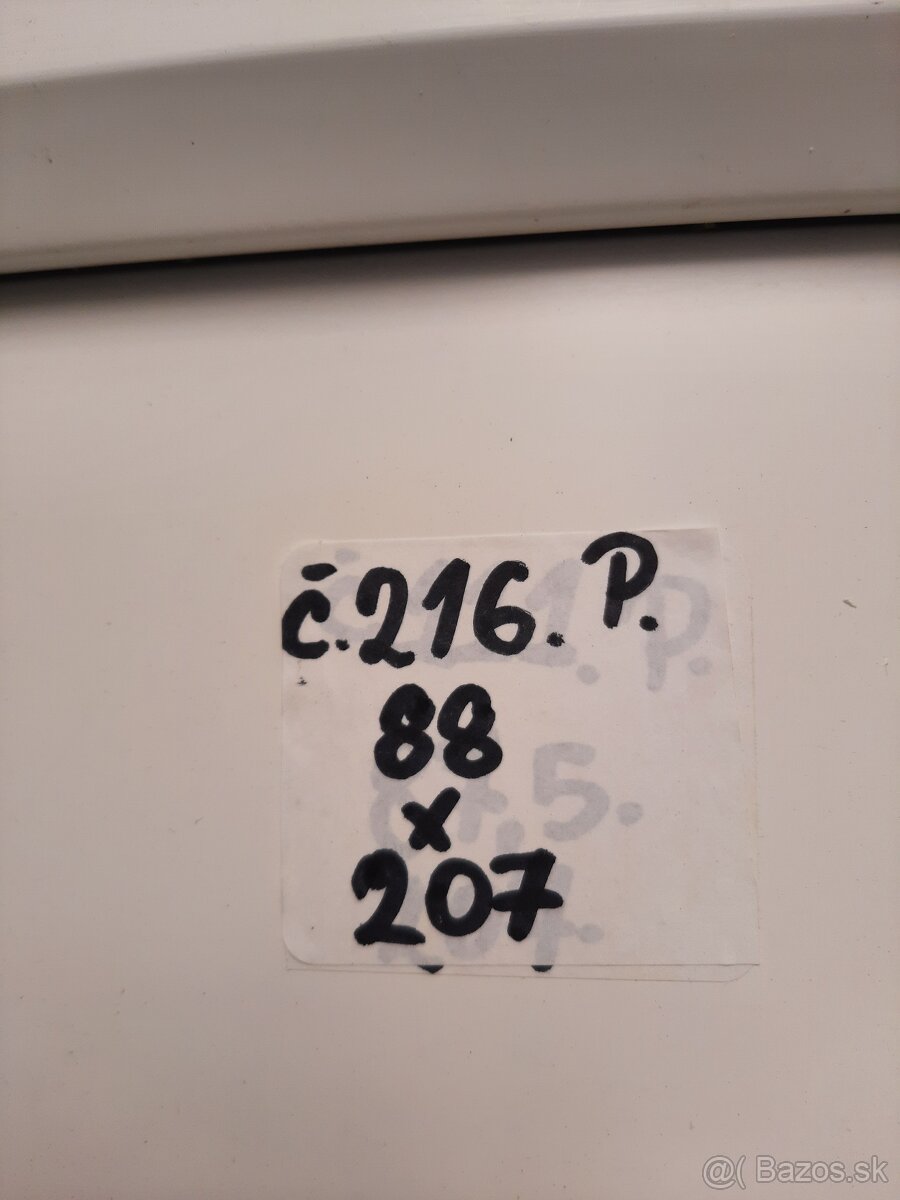 č.216. P.
88
x
207
@( Bazos.sk